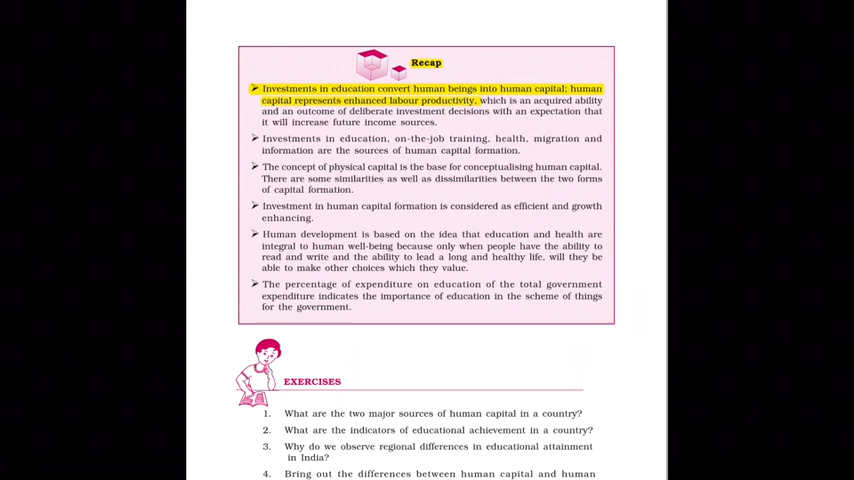 Recap
➢ Investments in education convert human beings into human capital; human
capital represents enhanced labour productivity, which is an acquired ability
and an outcome of deliberate investment decisions with an expectation that
it will increase future income sources.
➢ Investments in education, on-the-job training, health, migration and
information are the sources of human capital formation.
➢ The concept of physical capital is the base for conceptualising human capital.
There are some similarities as well as dissimilarities between the two forms
of capital formation.
➢ Investment in human capital formation is considered as efficient and growth
enhancing.
➢ Human development is based on the idea that education and health are
integral to human well-being because only when people have the ability to
read and write and the ability to lead a long and healthy life, will they be
able to make other choices which they value.
➢ The percentage of expenditure on education of the total government
expenditure indicates the importance of education in the scheme of things
for the government.
EXERCISES
1. What are the two major sources of human capital in a country?
2. What are the indicators of educational achievement in a country?
3. Why do we observe regional differences in educational attainment
in India?
4. Bring out the differences between human capital and human